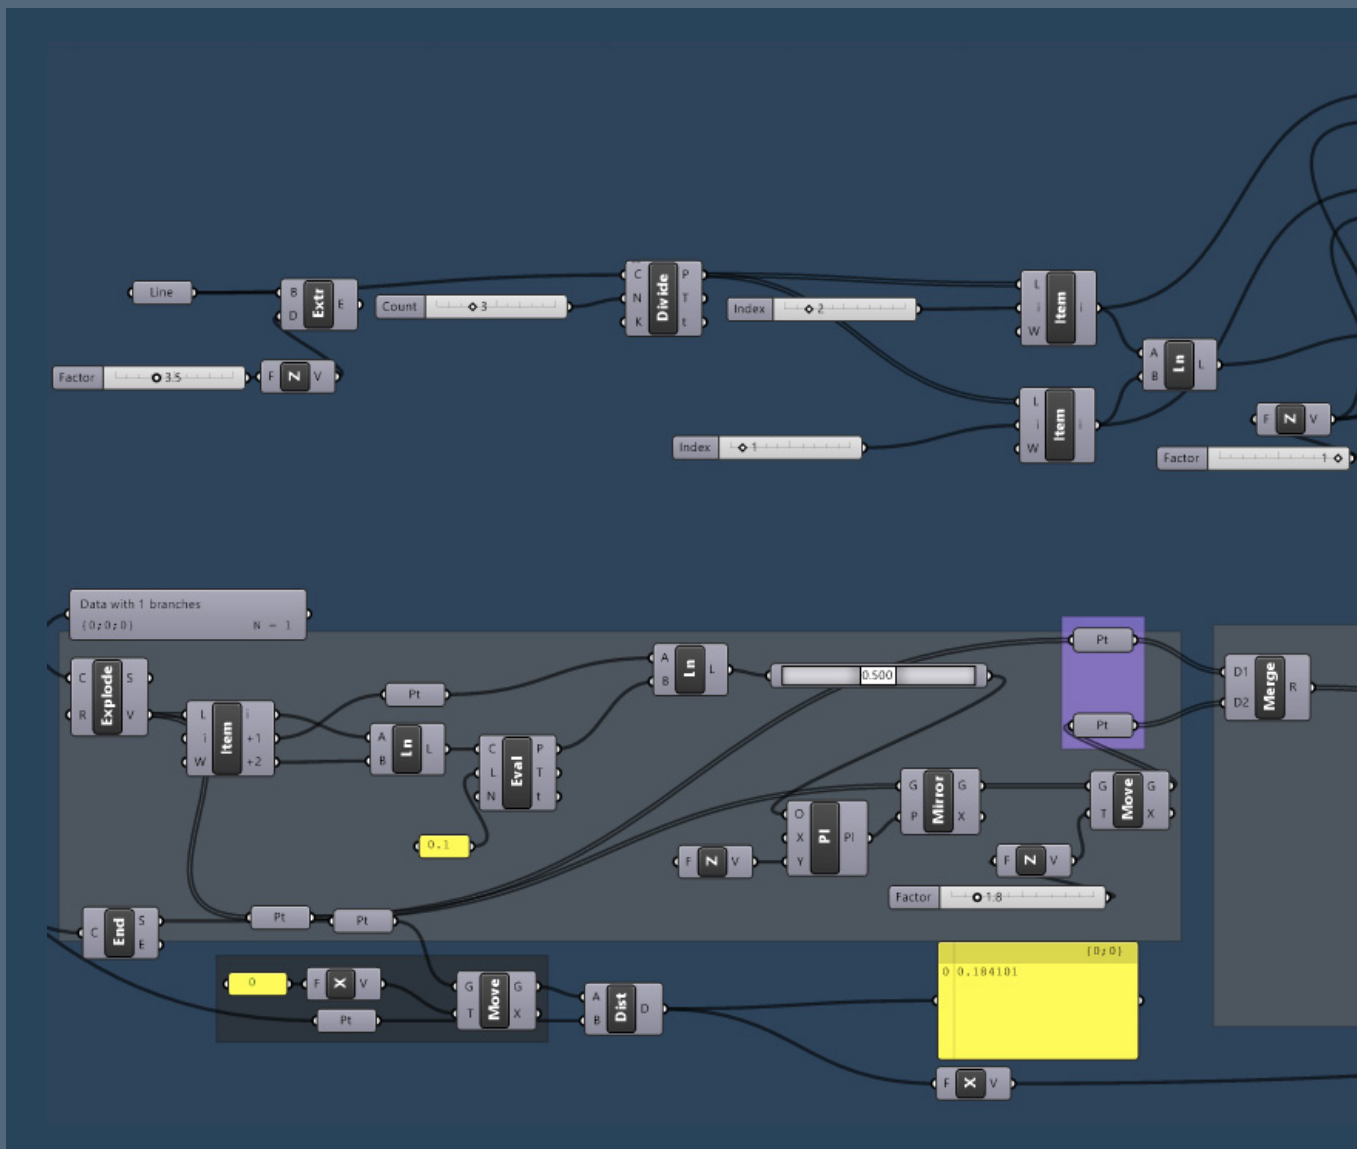 Line
B
D
Extr
E
Count
3
C
N
K
Divide
P
T
t
Index
2
L
i
W
Item
i
Factor
3.5
F
Z
V
A
B
Ln
L
Index
1
L
i
W
Item
i
F
Z
V
Factor
1
Data with 1 branches
{0;0;0}
N = 1
C
R
Explode
S
V
L
i
W
Item
i
+1
+2
Pt
A
B
Ln
L
A
B
Ln
L
0.500
C
L
N
Eval
P
T
t
0.1
Pt
Pt
D1
D2
Merge
R
F
Z
V
O
X
Y
Pl
Pl
G
P
Mirror
G
X
G
T
Move
G
X
F
Z
V
Factor
1.8
C
End
S
E
Pt
Pt
0
F
X
V
Pt
G
T
Move
G
X
A
B
Dist
D
{0;0}
0 0.184101
F
X
V